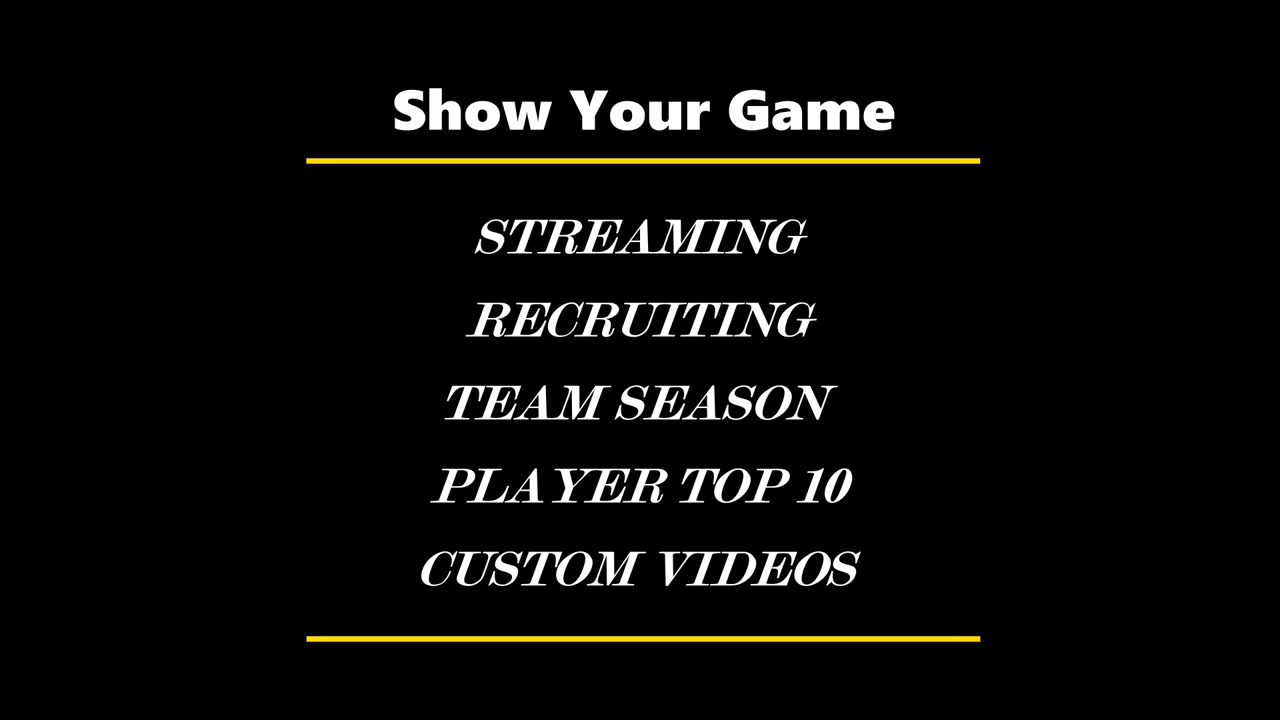 Show Your Game
STREAMING
RECRUITING
TEAM SEASON
PLAYER TOP 10
CUSTOM VIDEOS